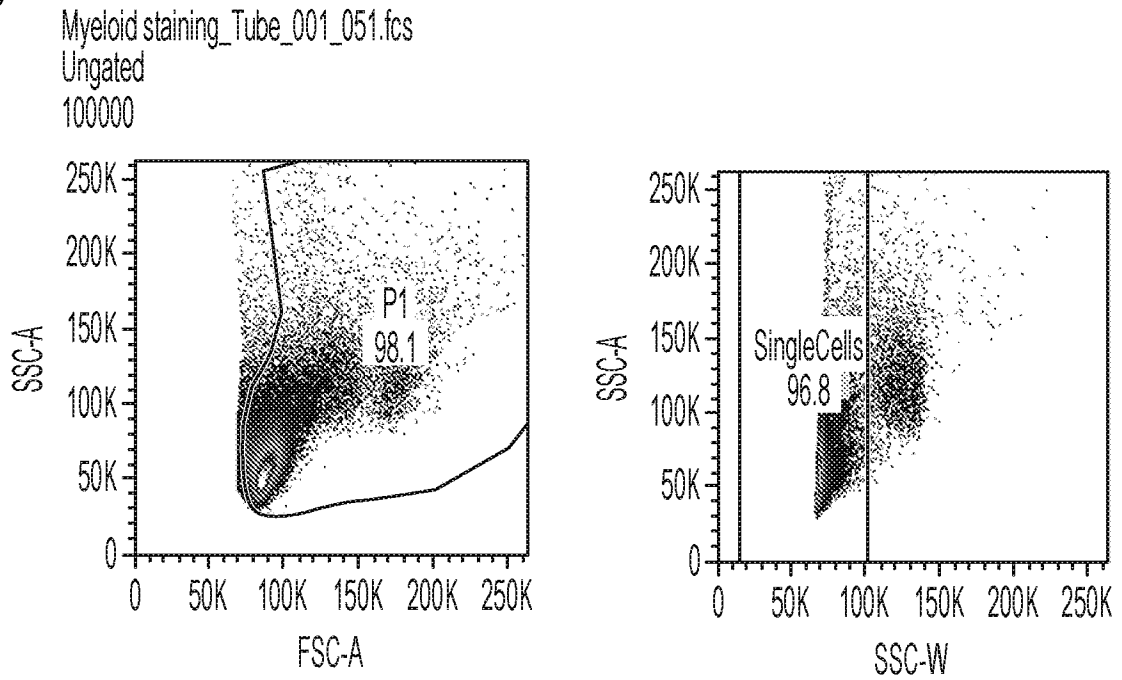 Myeloid staining_Tube_001_051.fcs
Ungated
100000
250K
200K
150K
100K
50K
0
SSC-A
P1
98.1
0 50K 100K 150K 200K 250K
FSC-A
250K
200K
150K
100K
50K
0
SSC-A
SingleCells
96.8
0 50K 100K 150K 200K 250K
SSC-W